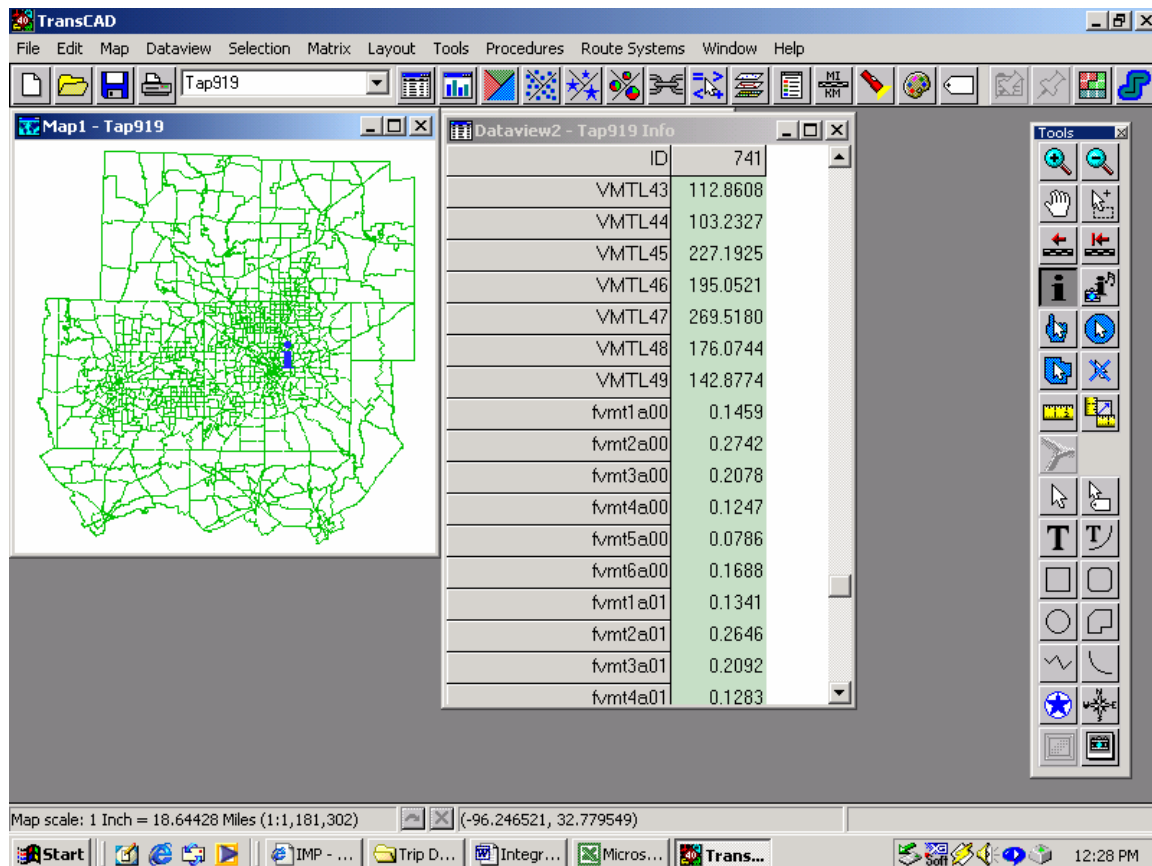 TransCAD
File Edit Map Dataview Selection Matrix Layout Tools Procedures Route Systems Window Help
Tap919
MI
KM
Map1 - Tap919
Dataview2 - Tap919 Info
Tools
ID 741
VMTL43 112.8608
VMTL44 103.2327
VMTL45 227.1925
VMTL46 195.0521
VMTL47 269.5180
VMTL48 176.0744
VMTL49 142.8774
fvmt1a00 0.1459
fvmt2a00 0.2742
fvmt3a00 0.2078
fvmt4a00 0.1247
fvmt5a00 0.0786
fvmt6a00 0.1688
fvmt1a01 0.1341
fvmt2a01 0.2646
fvmt3a01 0.2092
fvmt4a01 0.1283
Map scale: 1 Inch = 18.64428 Miles (1:1,181,302) (-96.246521, 32.779549)
Start IMP - ... Trip D... Integr... Micros... Trans... 12:28 PM